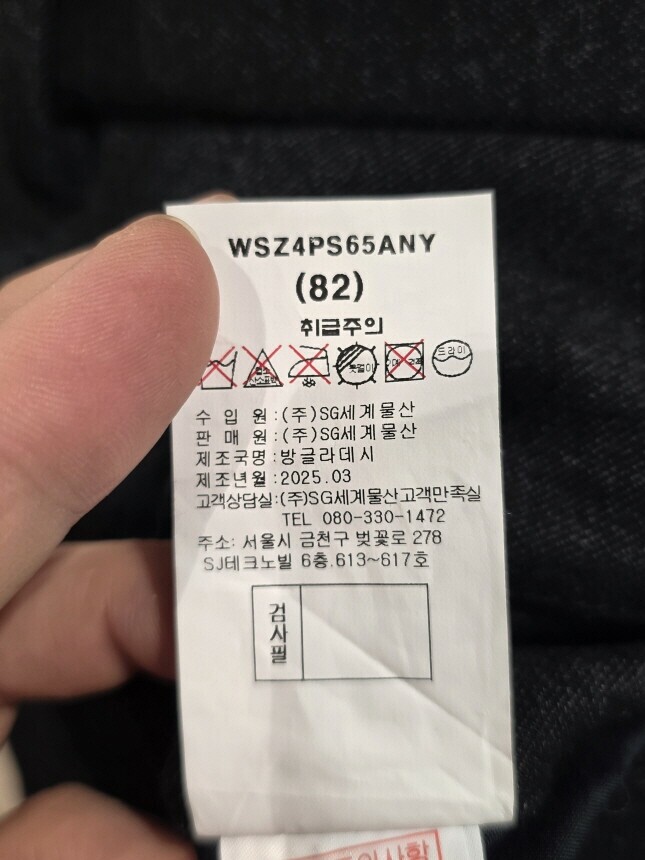 WSZ4PS65ANY
(82)
취급주의
드라이
수 입 원 :(주)SG세계물산
판 매 원 :(주)SG세계물산
제조국명:방글라데시
제조년월:2025.03
고객상담실:(주)SG세계물산고객만족실
TEL 080-330-1472
주소: 서울시 금천구 벚꽃로 278
SJ테크노빌 6층.613~617호
검사필